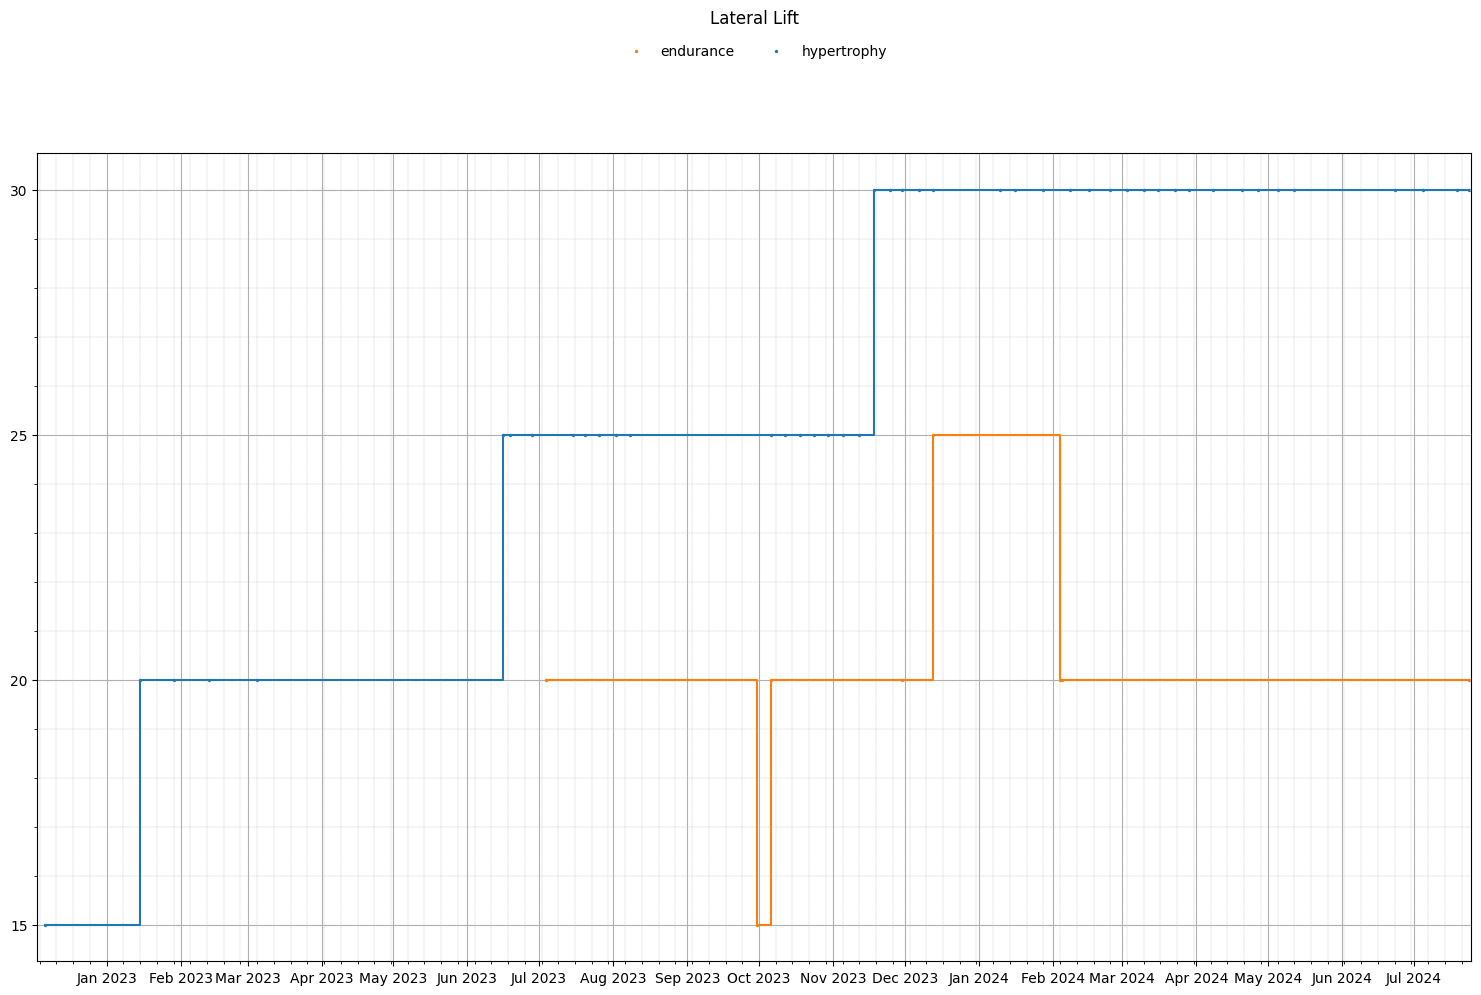 Lateral Lift
endurance hypertrophy
30
25
20
15
Jan 2023 Feb 2023 Mar 2023 Apr 2023 May 2023 Jun 2023 Jul 2023 Aug 2023 Sep 2023 Oct 2023 Nov 2023 Dec 2023 Jan 2024 Feb 2024 Mar 2024 Apr 2024 May 2024 Jun 2024 Jul 2024